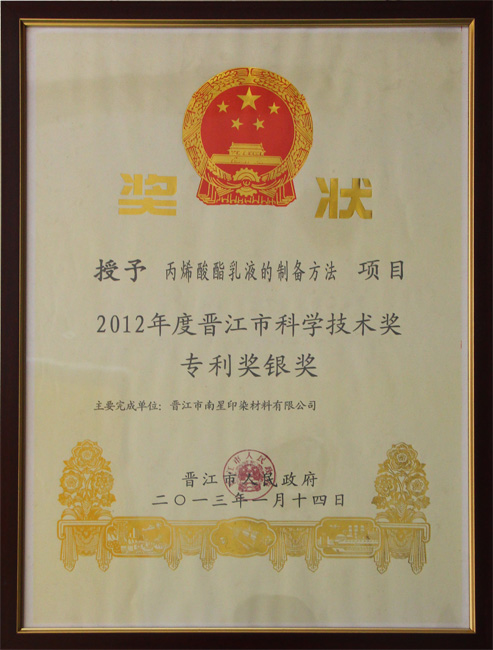 奖 状
授予 丙烯酸酯乳液的制备方法 项目
2012年度晋江市科学技术奖
专利奖银奖
主要完成单位：晋江市南星印染材料有限公司
晋江市人民政府
二〇一三年一月十四日